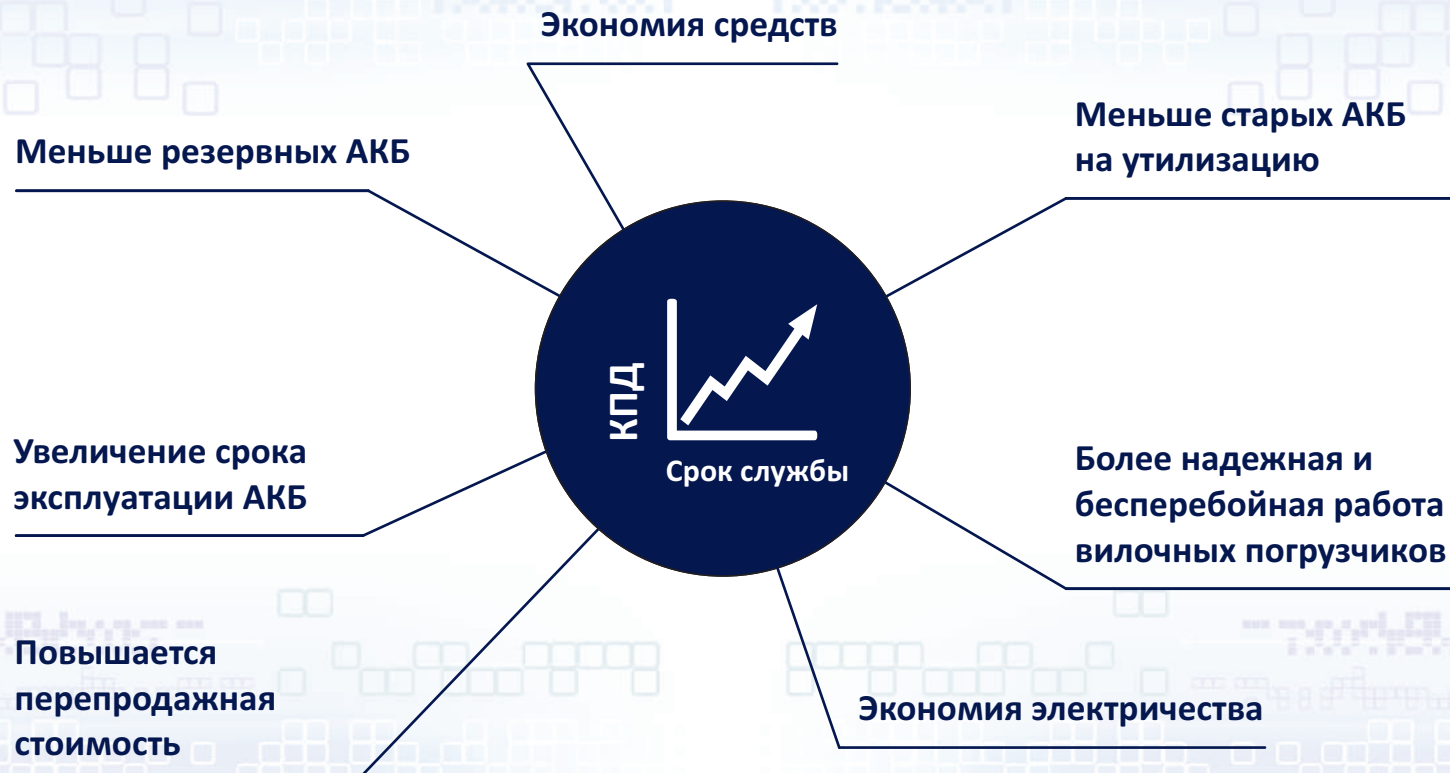 Экономия средств
Меньше резервных АКБ
Меньше старых АКБ
на утилизацию
КПД
Срок службы
Увеличение срока
эксплуатации АКБ
Более надежная и
бесперебойная работа
вилочных погрузчиков
Повышается
перепродажная
стоимость
Экономия электричества